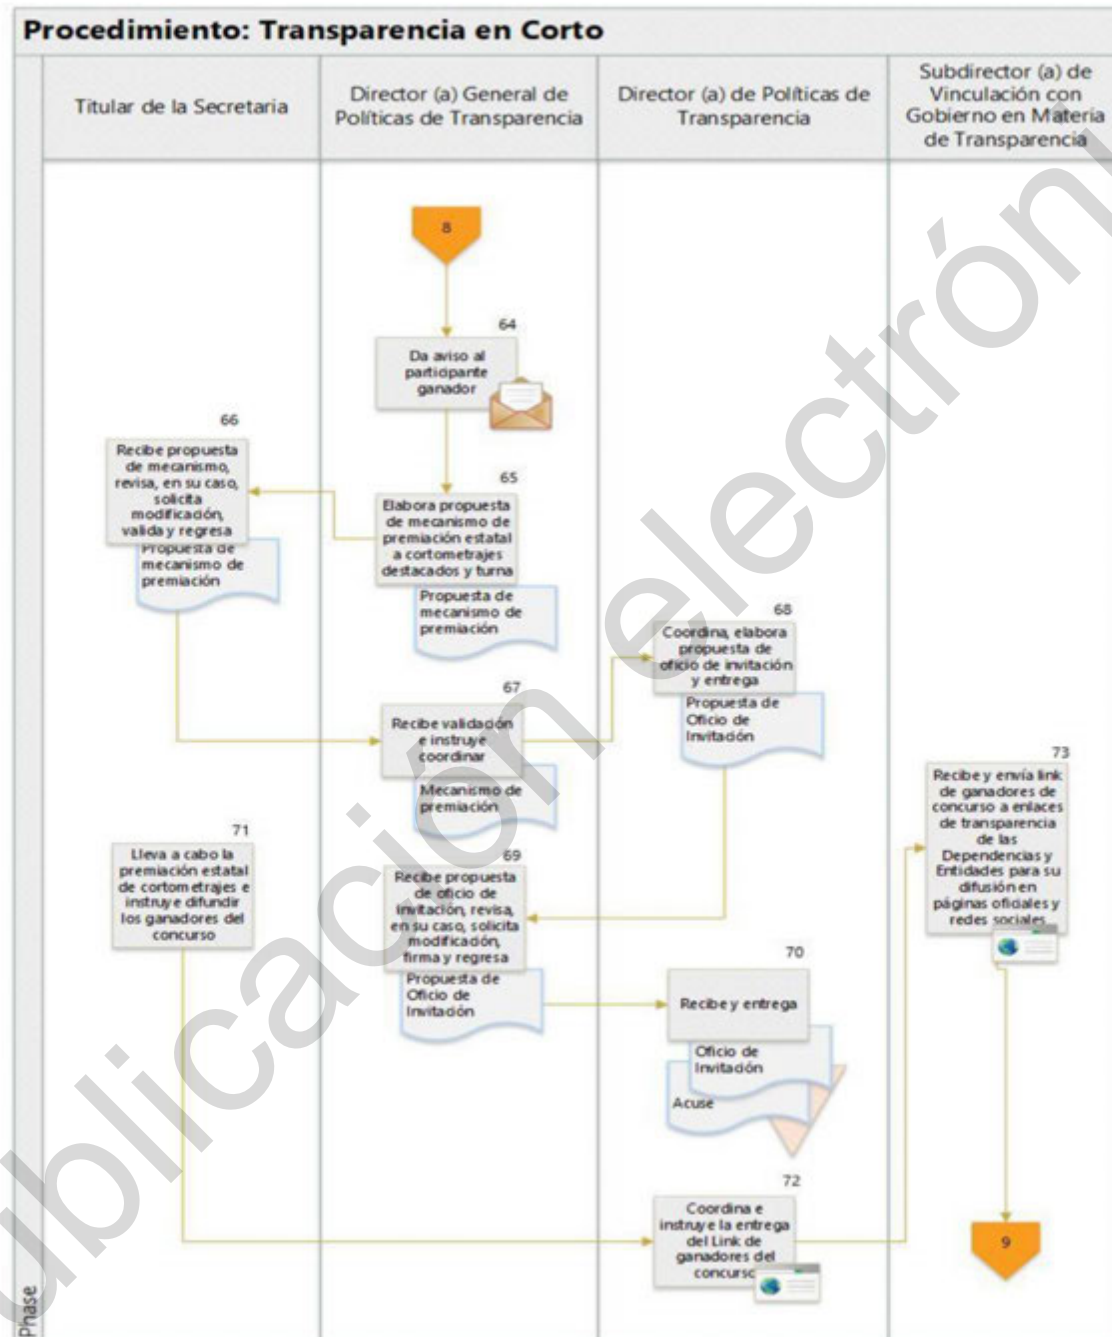 Procedimiento: Transparencia en Corto
Titular de la Secretaria
Director (a) General de
Políticas de Transparencia
Director (a) de Políticas de
Transparencia
Subdirector (a) de
Vinculación con
Gobierno en Materia
de Transparencia
8
64
Da aviso al
participante
ganador
66
Recibe propuesta
de mecanismo,
revisa, en su caso,
solicita
modificación,
valida y regresa
Propuesta de
mecanismo de
premiación
65
Elabora propuesta
de mecanismo de
premiación estatal
a cortometrajes
destacados y turna
Propuesta de
mecanismo de
premiación
68
Coordina, elabora
propuesta de
oficio de invitación
y entrega
Propuesta de
Oficio de
Invitación
67
Recibe validación
e instruye
coordinar
Mecanismo de
premiación
73
Recibe y envía link
de ganadores de
concurso a enlaces
de transparencia
de las
Dependencias y
Entidades para su
difusión en
páginas oficiales y
redes sociales
71
Lleva a cabo la
premiación estatal
de cortometrajes e
instruye difundir
los ganadores del
concurso
69
Recibe propuesta
de oficio de
invitación, revisa,
en su caso, solicita
modificación,
firma y regresa
Propuesta de
Oficio de
Invitación
70
Recibe y entrega
Oficio de
Invitación
Acuse
72
Coordina e
instruye la entrega
del Link de
ganadores del
concurso
9
Phase
ublicación electróni